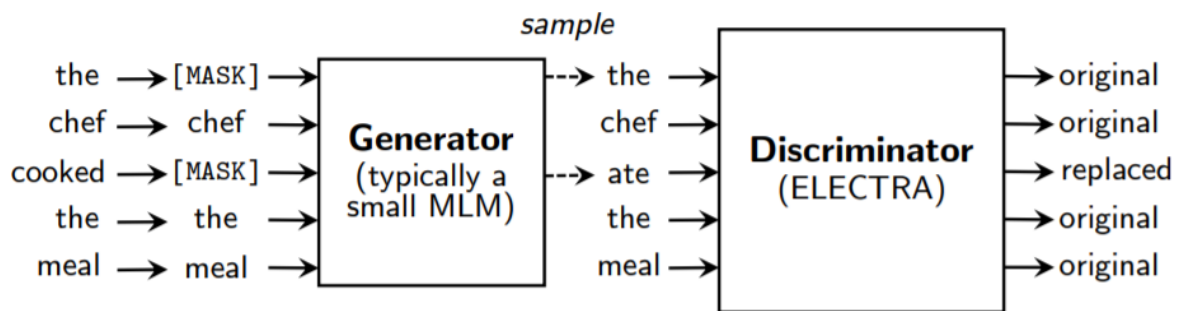 sample
the [MASK] the original
chef chef chef original
Generator
Discriminator
cooked [MASK] (typically a ate (ELECTRA) replaced
small MLM)
the the the original
meal meal meal original